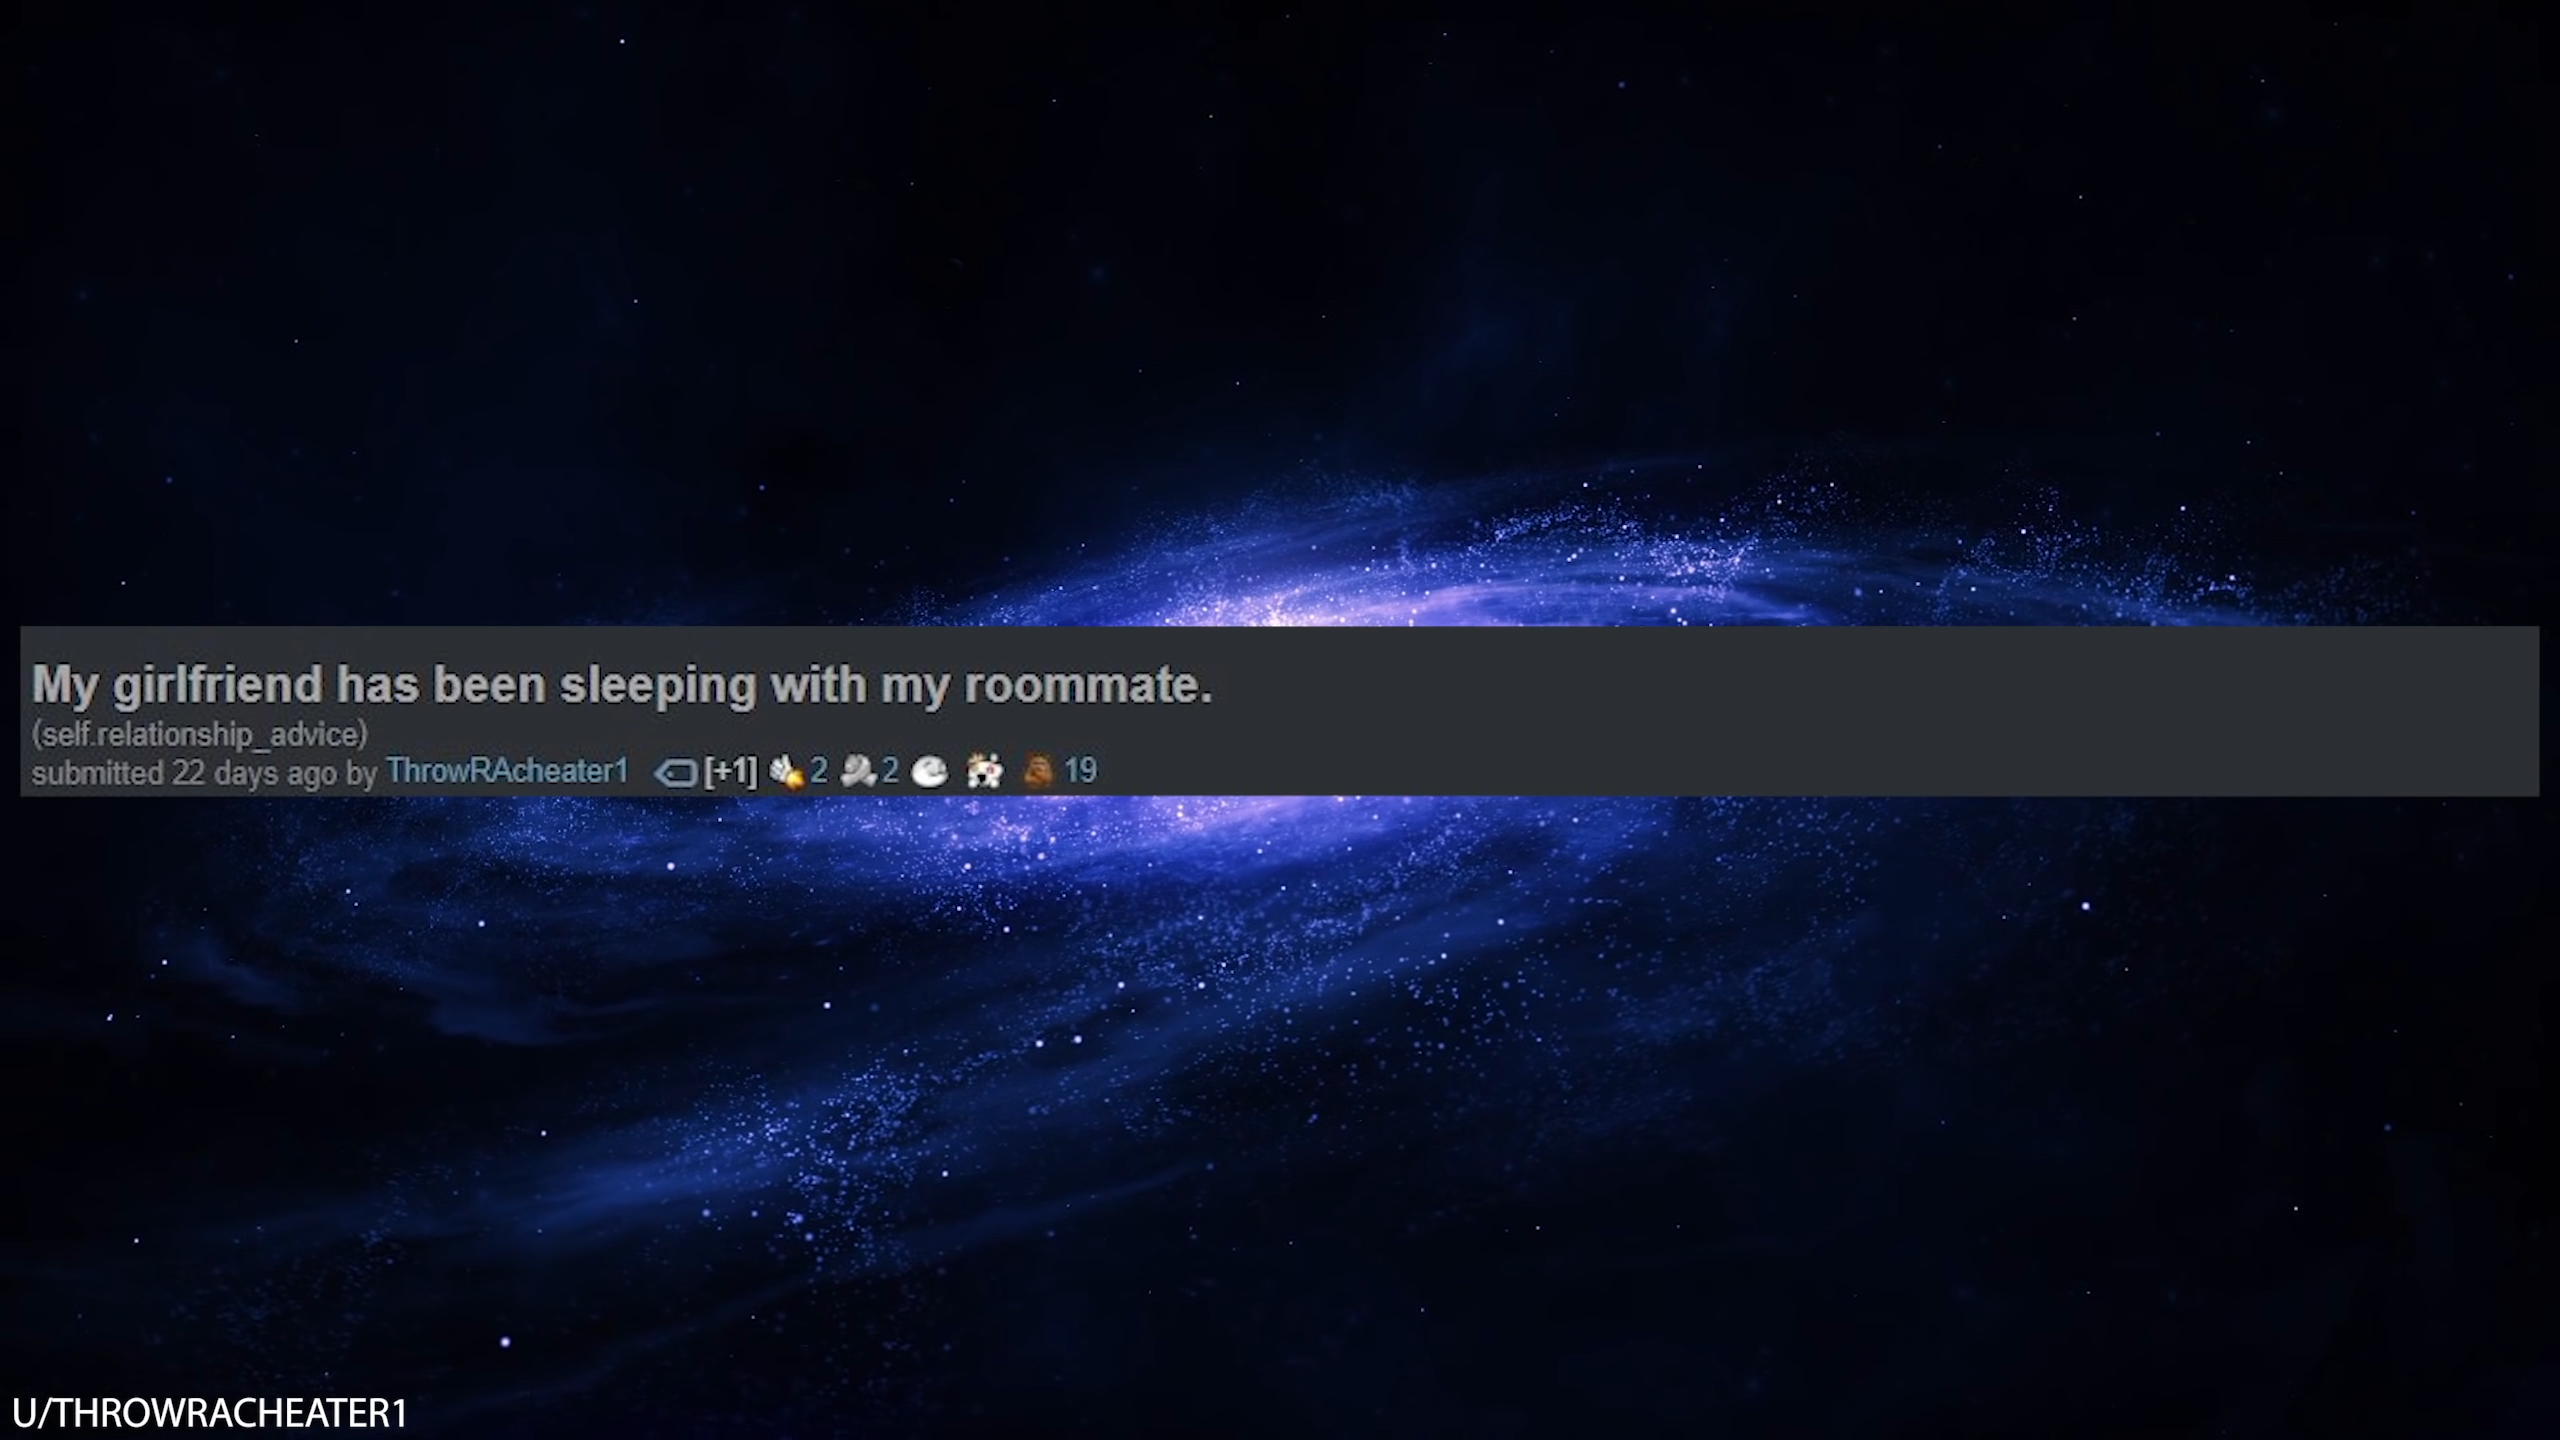 My girlfriend has been sleeping with my roommate.
(self.relationship_advice)
submitted 22 days ago by ThrowRAcheater1 [+1] 2 2 19
U/THROWRACHEATER1